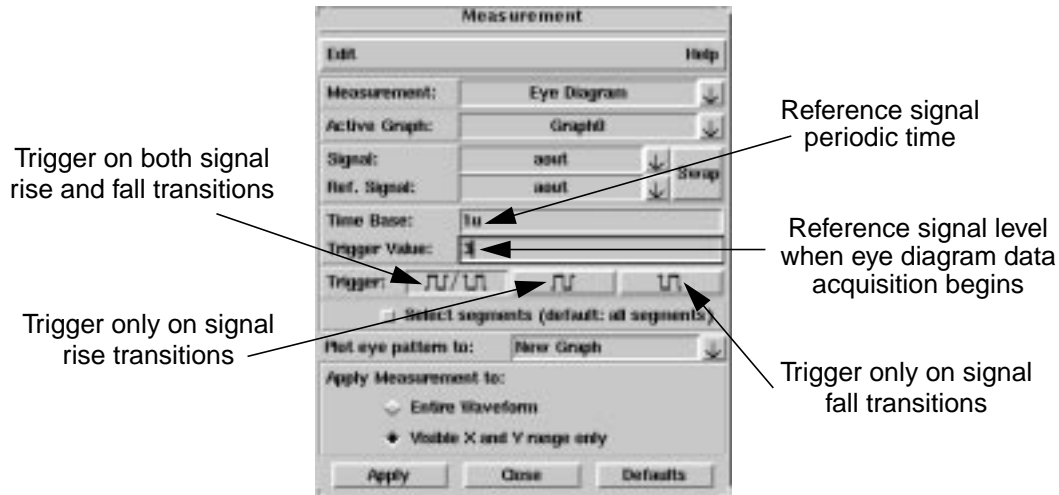 Measurement
Edit Help
Measurement: Eye Diagram
Active Graph: Graph0
Signal: aout
Swap
Ref. Signal: aout
Time Base: 1u
Trigger Value: 3
Trigger: /
Select segments (default: all segments)
Plot eye pattern to: New Graph
Apply Measurement to:
Entire Waveform
Visible X and Y range only
Apply Close Defaults
Trigger on both signal
rise and fall transitions
Trigger only on signal
rise transitions
Reference signal
periodic time
Reference signal level
when eye diagram data
acquisition begins
Trigger only on signal
fall transitions